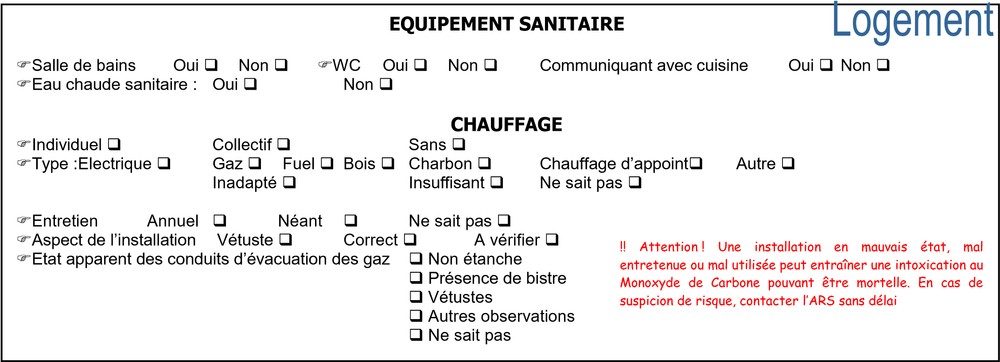 Logement
EQUIPEMENT SANITAIRE
☞Salle de bains Oui ❑ Non ❑ ☞WC Oui ❑ Non ❑ Communiquant avec cuisine Oui ❑ Non ❑
☞Eau chaude sanitaire : Oui ❑ Non ❑
CHAUFFAGE
☞Individuel ❑ Collectif ❑ Sans ❑
☞Type :Electrique ❑ Gaz ❑ Fuel ❑ Bois ❑ Charbon ❑ Chauffage d’appoint❑ Autre ❑
Inadapté ❑ Insuffisant ❑ Ne sait pas ❑
☞Entretien Annuel ❑ Néant ❑ Ne sait pas ❑
☞Aspect de l’installation Vétuste ❑ Correct ❑ A vérifier ❑
☞Etat apparent des conduits d’évacuation des gaz ❑ Non étanche
❑ Présence de bistre
❑ Vétustes
❑ Autres observations
❑ Ne sait pas
!! Attention ! Une installation en mauvais état, mal
entretenue ou mal utilisée peut entraîner une intoxication au
Monoxyde de Carbone pouvant être mortelle. En cas de
suspicion de risque, contacter l’ARS sans délai